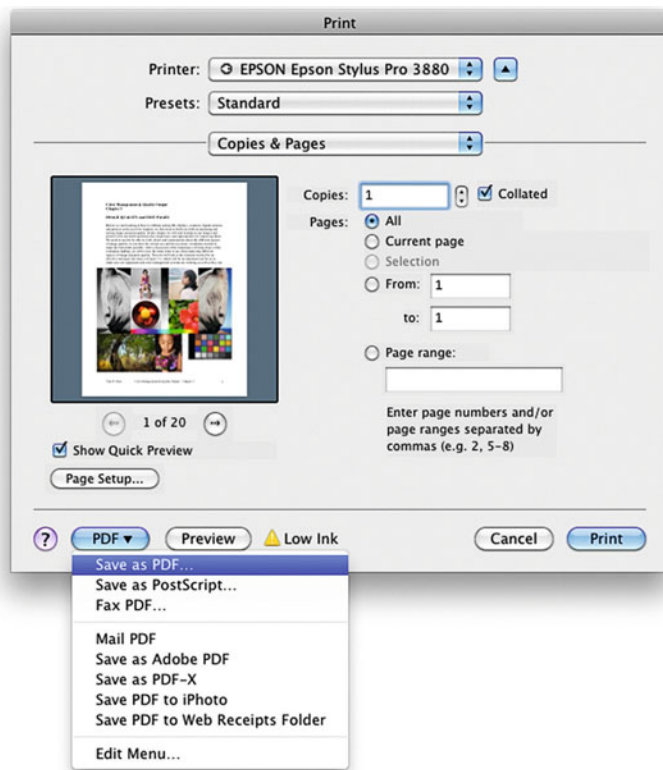 Print
Printer: EPSON Epson Stylus Pro 3880
Presets: Standard
Copies & Pages
Copies: 1 Collated
Pages: All
Current page
Selection
From: 1
to: 1
Page range:
Enter page numbers and/or
page ranges separated by
commas (e.g. 2, 5-8)
1 of 20
Show Quick Preview
Page Setup...
? PDF Preview Low Ink Cancel Print
Save as PDF...
Save as PostScript...
Fax PDF...
Mail PDF
Save as Adobe PDF
Save as PDF-X
Save PDF to iPhoto
Save PDF to Web Receipts Folder
Edit Menu...